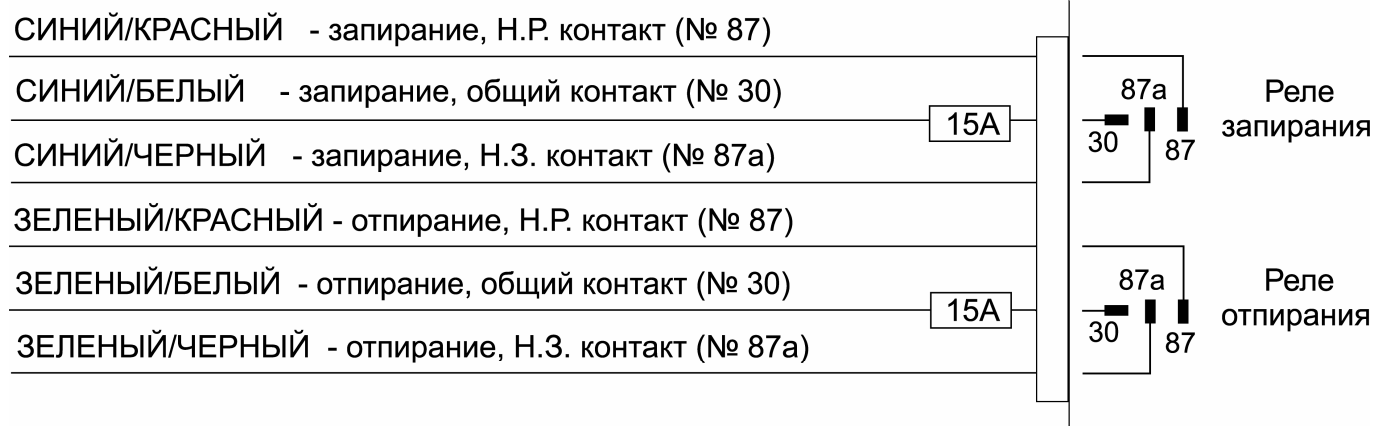 СИНИЙ/КРАСНЫЙ - запирание, Н.Р. контакт (№ 87)
СИНИЙ/БЕЛЫЙ - запирание, общий контакт (№ 30)
15А
СИНИЙ/ЧЕРНЫЙ - запирание, Н.З. контакт (№ 87а)
87а
30
87
Реле
запирания
ЗЕЛЕНЫЙ/КРАСНЫЙ - отпирание, Н.Р. контакт (№ 87)
ЗЕЛЕНЫЙ/БЕЛЫЙ - отпирание, общий контакт (№ 30)
15А
ЗЕЛЕНЫЙ/ЧЕРНЫЙ - отпирание, Н.З. контакт (№ 87а)
87а
30
87
Реле
отпирания